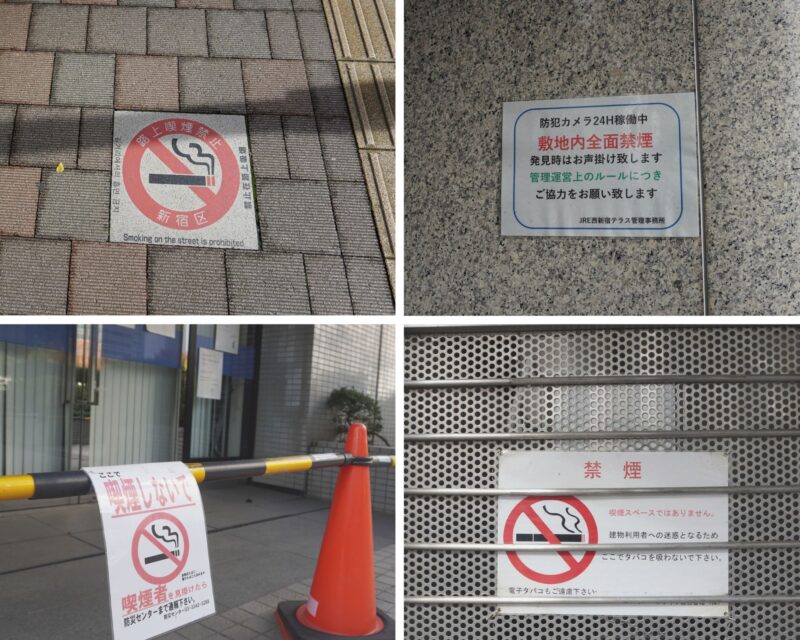 路上喫煙禁止
新宿区
Smoking on the street is prohibited.
防犯カメラ24H稼働中
敷地内全面禁煙
発見時はお声掛け致します
管理運営上のルールにつき
ご協力をお願い致します
JRE西新宿テラス管理事務所
ここで
喫煙しないで
喫煙者を見掛けたら
防災センターまで通報下さい。
禁煙
喫煙スペースではありません。
建物利用者への迷惑となるため
ここでタバコを吸わないで下さい。
電子タバコもご遠慮下さい